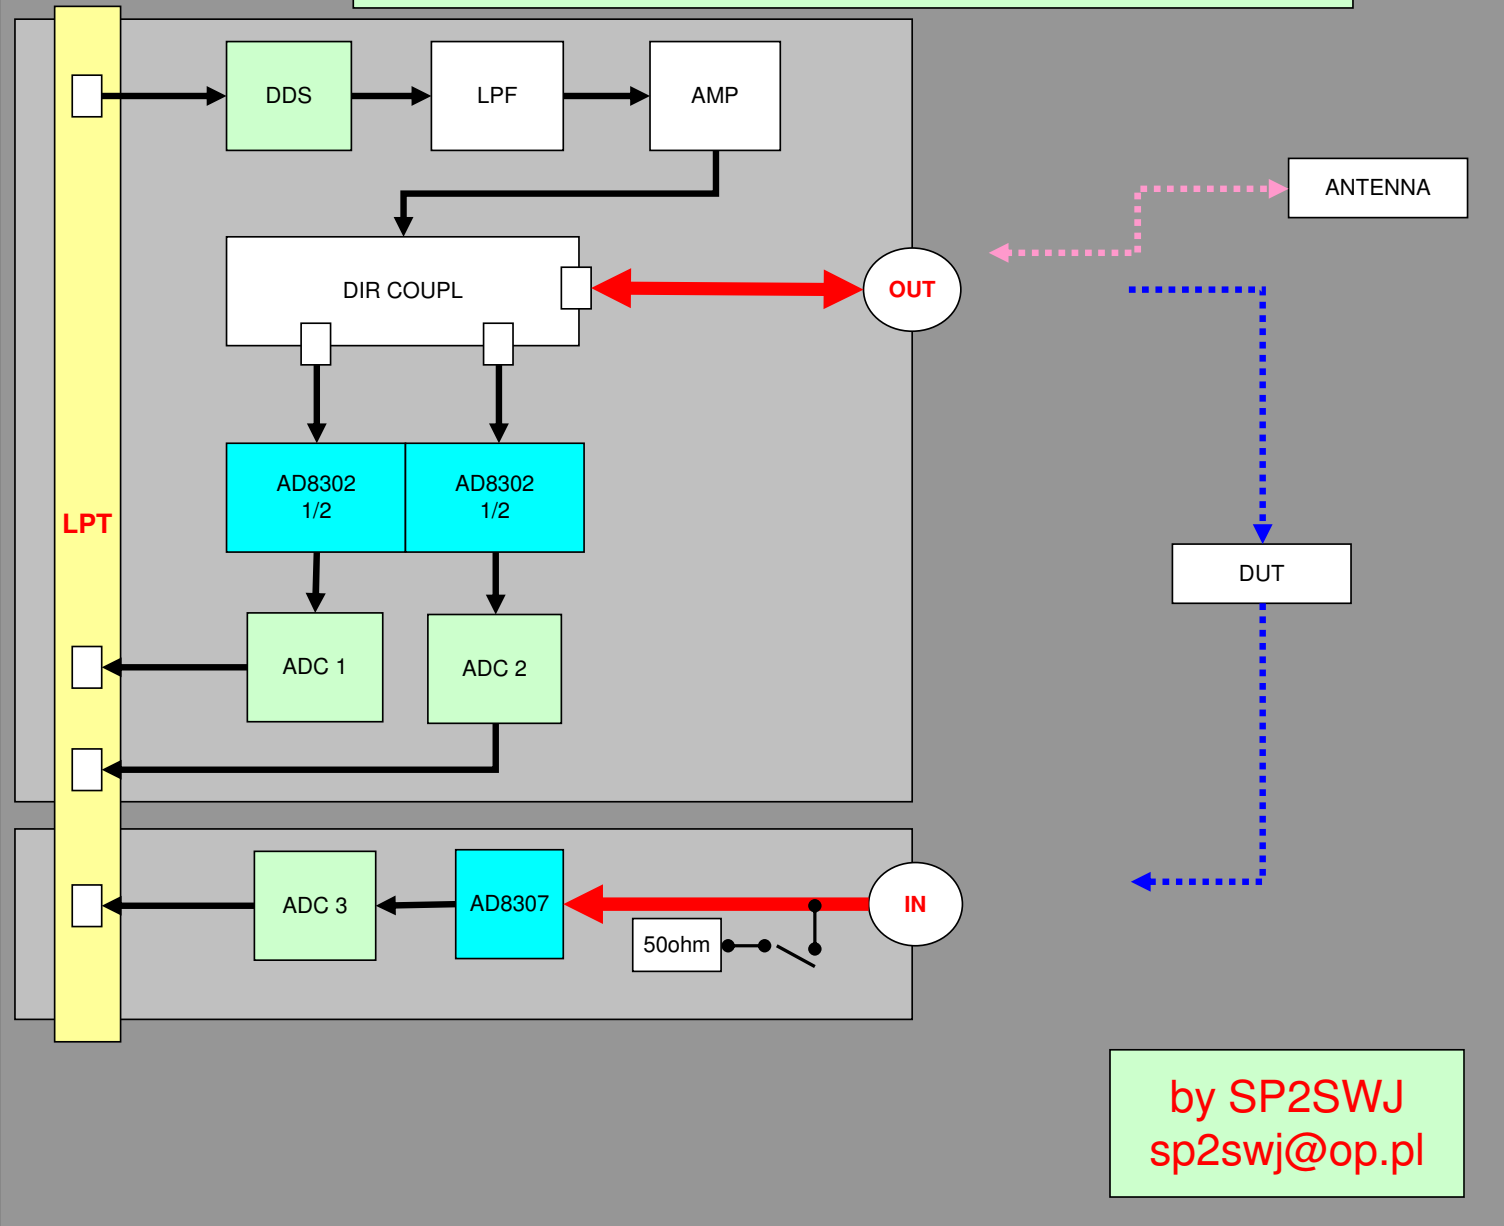 DDS
LPF
AMP
ANTENNA
DIR COUPL
OUT
AD8302
1/2
AD8302
1/2
LPT
DUT
ADC 1
ADC 2
ADC 3
AD8307
IN
50ohm
by SP2SWJ
sp2swj@op.pl